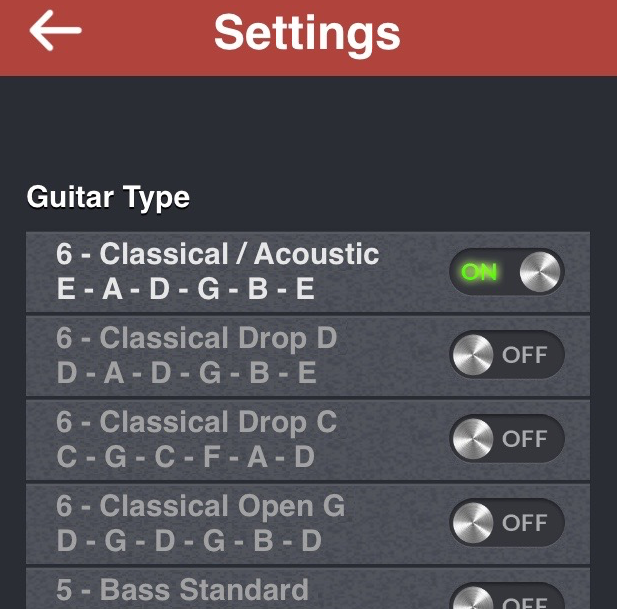 Settings
Guitar Type
6 - Classical / Acoustic
E - A - D - G - B - E
ON
6 - Classical Drop D
D - A - D - G - B - E
OFF
6 - Classical Drop C
C - G - C - F - A - D
OFF
6 - Classical Open G
D - G - D - G - B - D
OFF
5 - Bass Standard
OFF